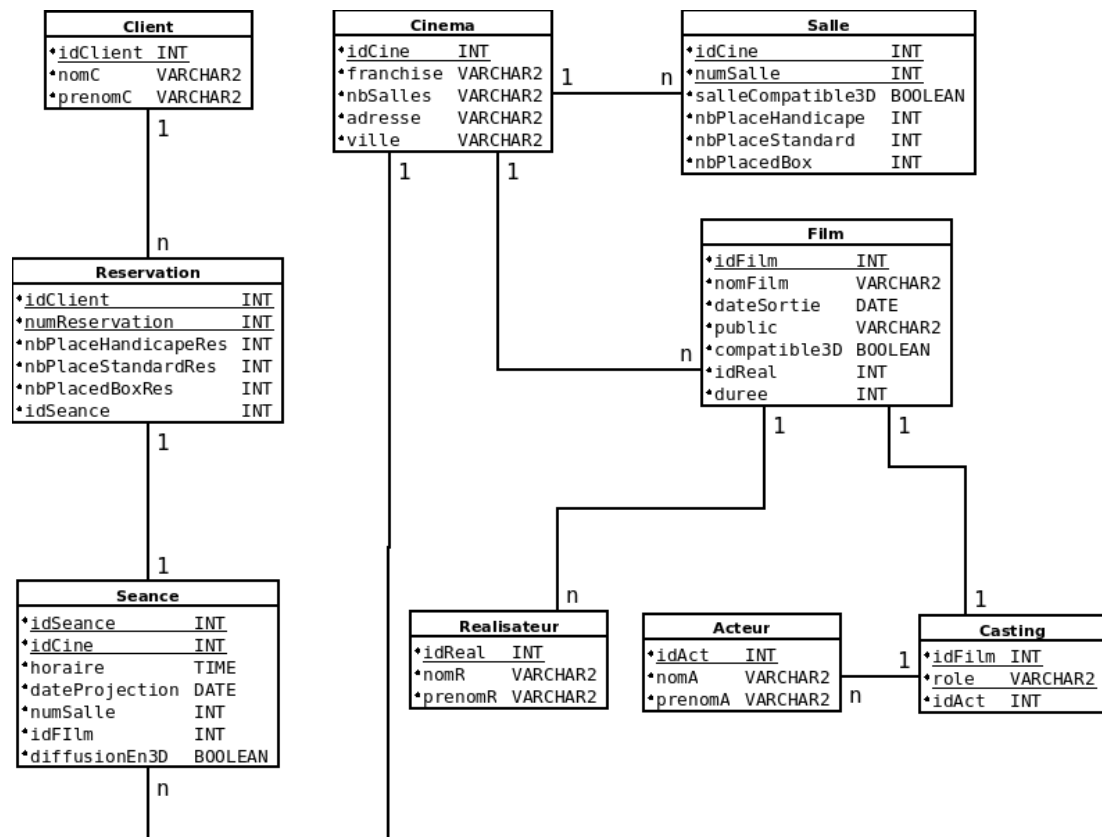 Client
idClient INT
nomC VARCHAR2
prenomC VARCHAR2
1
n
Reservation
idClient INT
numReservation INT
nbPlaceHandicapeRes INT
nbPlaceStandardRes INT
nbPlacedBoxRes INT
idSeance INT
1
1
Seance
idSeance INT
idCine INT
horaire TIME
dateProjection DATE
numSalle INT
idFIlm INT
diffusionEn3D BOOLEAN
n
Cinema
idCine INT
franchise VARCHAR2
nbSalles VARCHAR2
adresse VARCHAR2
ville VARCHAR2
1
n
1
1
Salle
idCine INT
numSalle INT
salleCompatible3D BOOLEAN
nbPlaceHandicape INT
nbPlaceStandard INT
nbPlacedBox INT
Film
idFilm INT
nomFilm VARCHAR2
dateSortie DATE
public VARCHAR2
compatible3D BOOLEAN
idReal INT
duree INT
n
1
1
n
1
Realisateur
idReal INT
nomR VARCHAR2
prenomR VARCHAR2
Acteur
idAct INT
nomA VARCHAR2
prenomA VARCHAR2
1
n
Casting
idFilm INT
role VARCHAR2
idAct INT